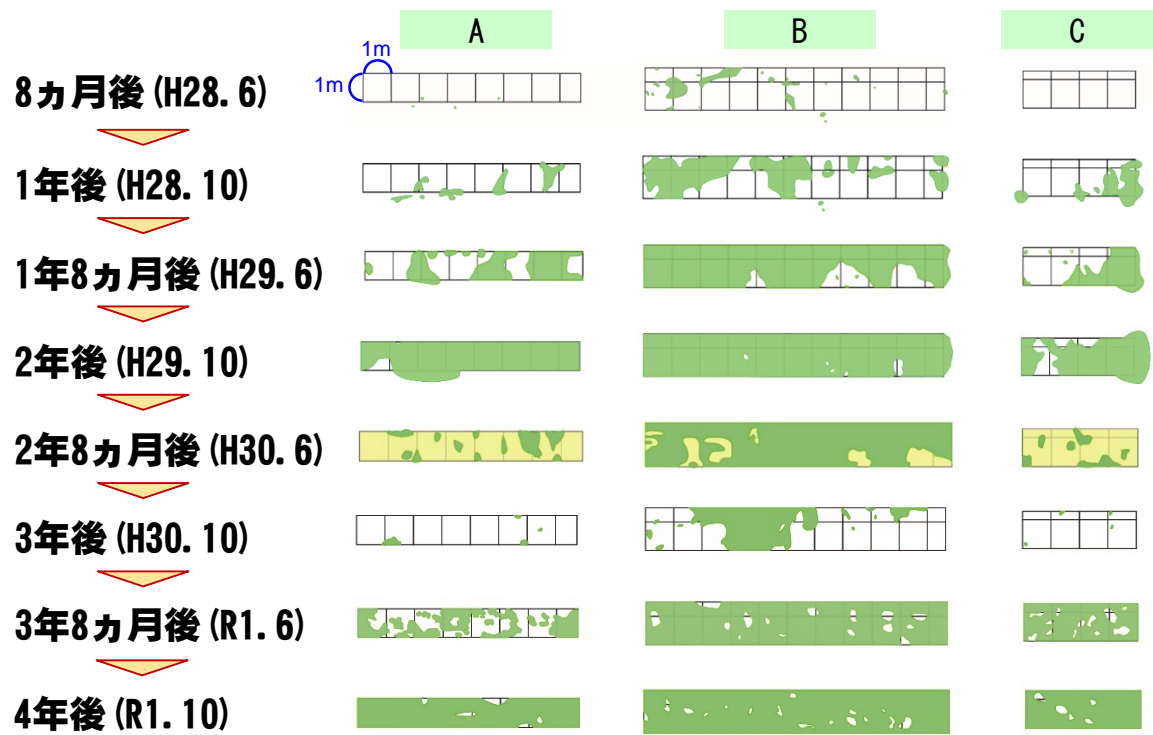 A
B
C
1m
1m
8ヵ月後(H28.6)
1年後(H28.10)
1年8ヵ月後(H29.6)
2年後(H29.10)
2年8ヵ月後(H30.6)
3年後(H30.10)
3年8ヵ月後(R1.6)
4年後(R1.10)